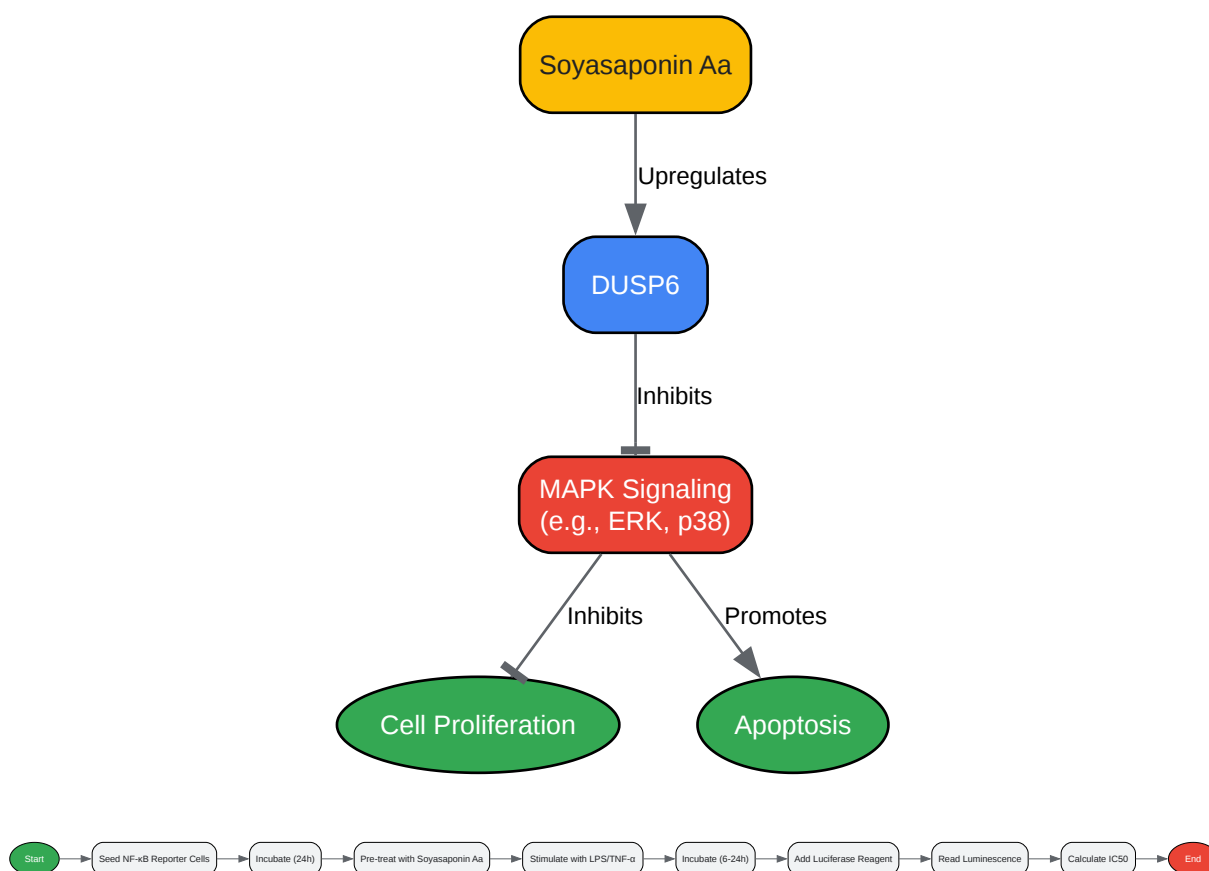 Soyasaponin Aa
Upregulates
DUSP6
Inhibits
MAPK Signaling
(e.g., ERK, p38)
Inhibits
Promotes
Cell Proliferation
Apoptosis
Start
Seed NF-κB Reporter Cells
Incubate (24h)
Pre-treat with Soyasaponin Aa
Stimulate with LPS/TNF-α
Incubate (6-24h)
Add Luciferase Reagent
Read Luminescence
Calculate IC50
End